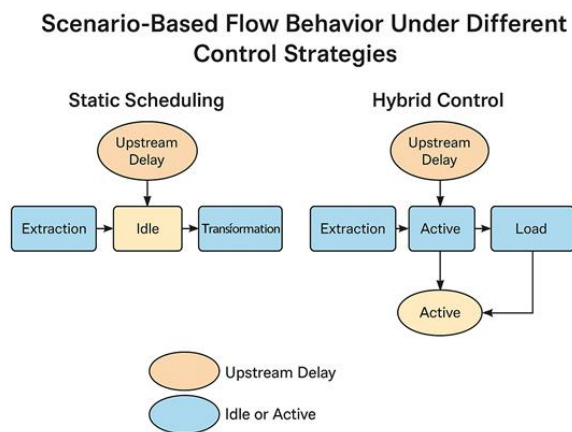 Scenario-Based Flow Behavior Under Different
Control Strategies
Static Scheduling
Upstream
Delay
Extraction
Idle
Transformation
Hybrid Control
Upstream
Delay
Extraction
Active
Load
Active
Upstream Delay
Idle or Active